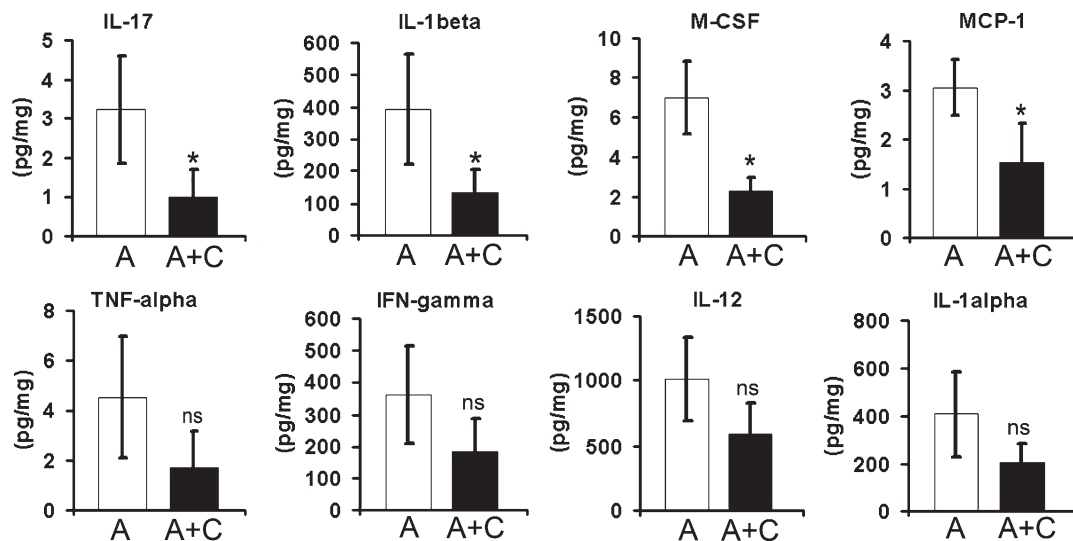 IL-17
5
4
3
2
1
0
(pg/mg)
*
A A+C
IL-1beta
600
500
400
300
200
100
0
(pg/mg)
*
A A+C
M-CSF
10
8
6
4
2
0
(pg/mg)
*
A A+C
MCP-1
4
3
2
1
0
(pg/mg)
*
A A+C
TNF-alpha
8
6
4
2
0
(pg/mg)
ns
A A+C
IFN-gamma
600
500
400
300
200
100
0
(pg/mg)
ns
A A+C
IL-12
1500
1000
500
0
(pg/mg)
ns
A A+C
IL-1alpha
800
600
400
200
0
(pg/mg)
ns
A A+C